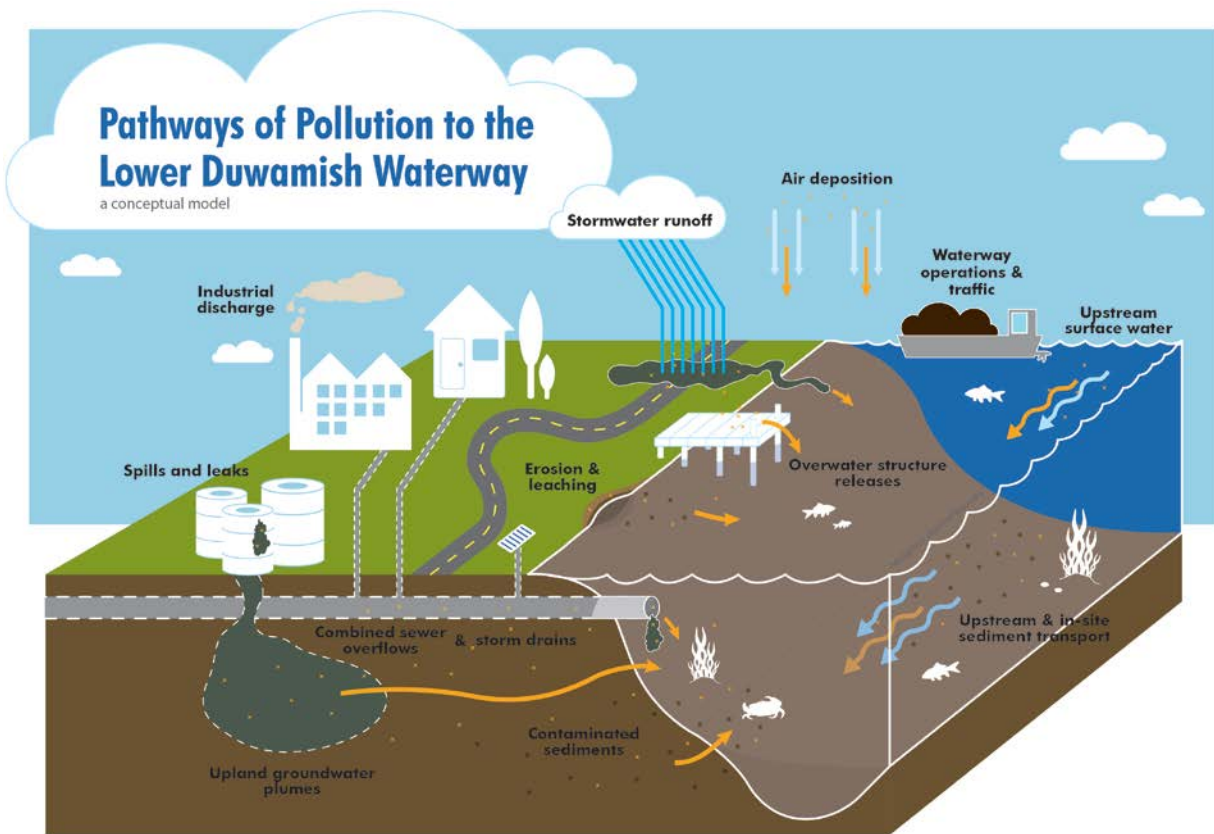 Pathways of Pollution to the
Lower Duwamish Waterway
a conceptual model
Stormwater runoff
Air deposition
Waterway
operations &
traffic
Upstream
surface water
Industrial
discharge
Spills and leaks
Erosion &
leaching
Overwater structure
releases
Combined sewer & storm drains
overflows
Upstream & in-site
sediment transport
Contaminated
sediments
Upland groundwater
plumes